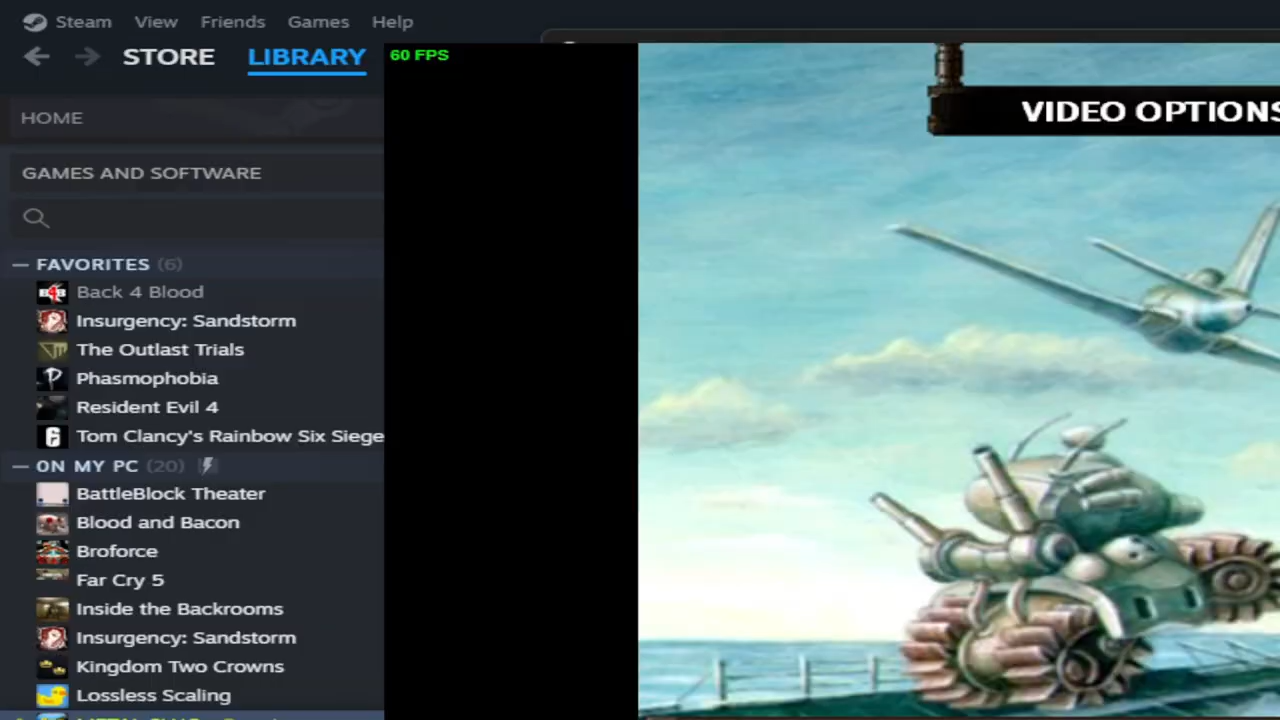 Steam View Friends Games Help
STORE LIBRARY
60 FPS
VIDEO OPTIONS
HOME
GAMES AND SOFTWARE
— FAVORITES (6)
Back 4 Blood
Insurgency: Sandstorm
The Outlast Trials
Phasmophobia
Resident Evil 4
Tom Clancy's Rainbow Six Siege
— ON MY PC (20)
BattleBlock Theater
Blood and Bacon
Broforce
Far Cry 5
Inside the Backrooms
Insurgency: Sandstorm
Kingdom Two Crowns
Lossless Scaling